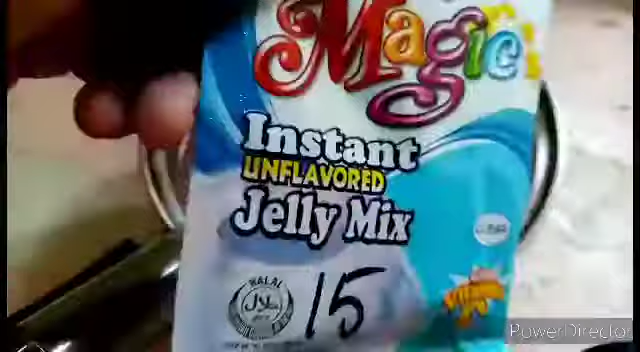 Magic
Instant
UNFLAVORED
Jelly Mix
HALAL
15
PowerDirector